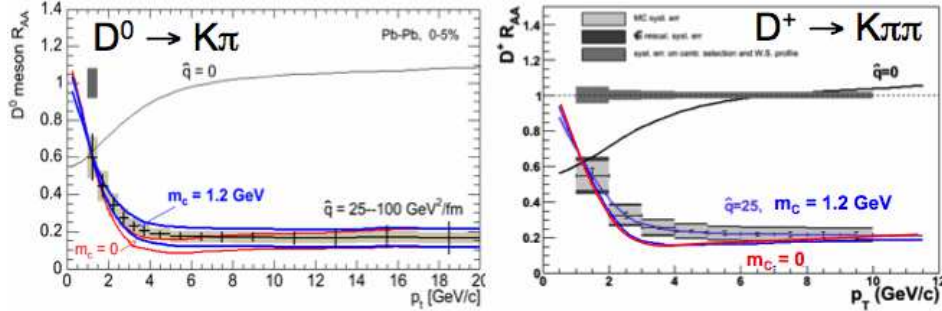 D⁰ → Kπ
Pb-Pb, 0-5%
q̂ = 0
m_c = 1.2 GeV
q̂ = 25--100 GeV²/fm
m_c = 0
D⁰ meson R_AA
1.4
1.2
1
0.8
0.6
0.4
0.2
0
0 2 4 6 8 10 12 14 16 18 20
p_t [GeV/c]
D⁺ → Kππ
MC syst. err
rescal. syst. err
syst. err on centr. selection and W.S. profile
q̂=0
q̂=25, m_C = 1.2 GeV
m_C = 0
D⁺ R_AA
1.4
1.2
1
0.8
0.6
0.4
0.2
0
0 2 4 6 8 10 12
p_T (GeV/c)